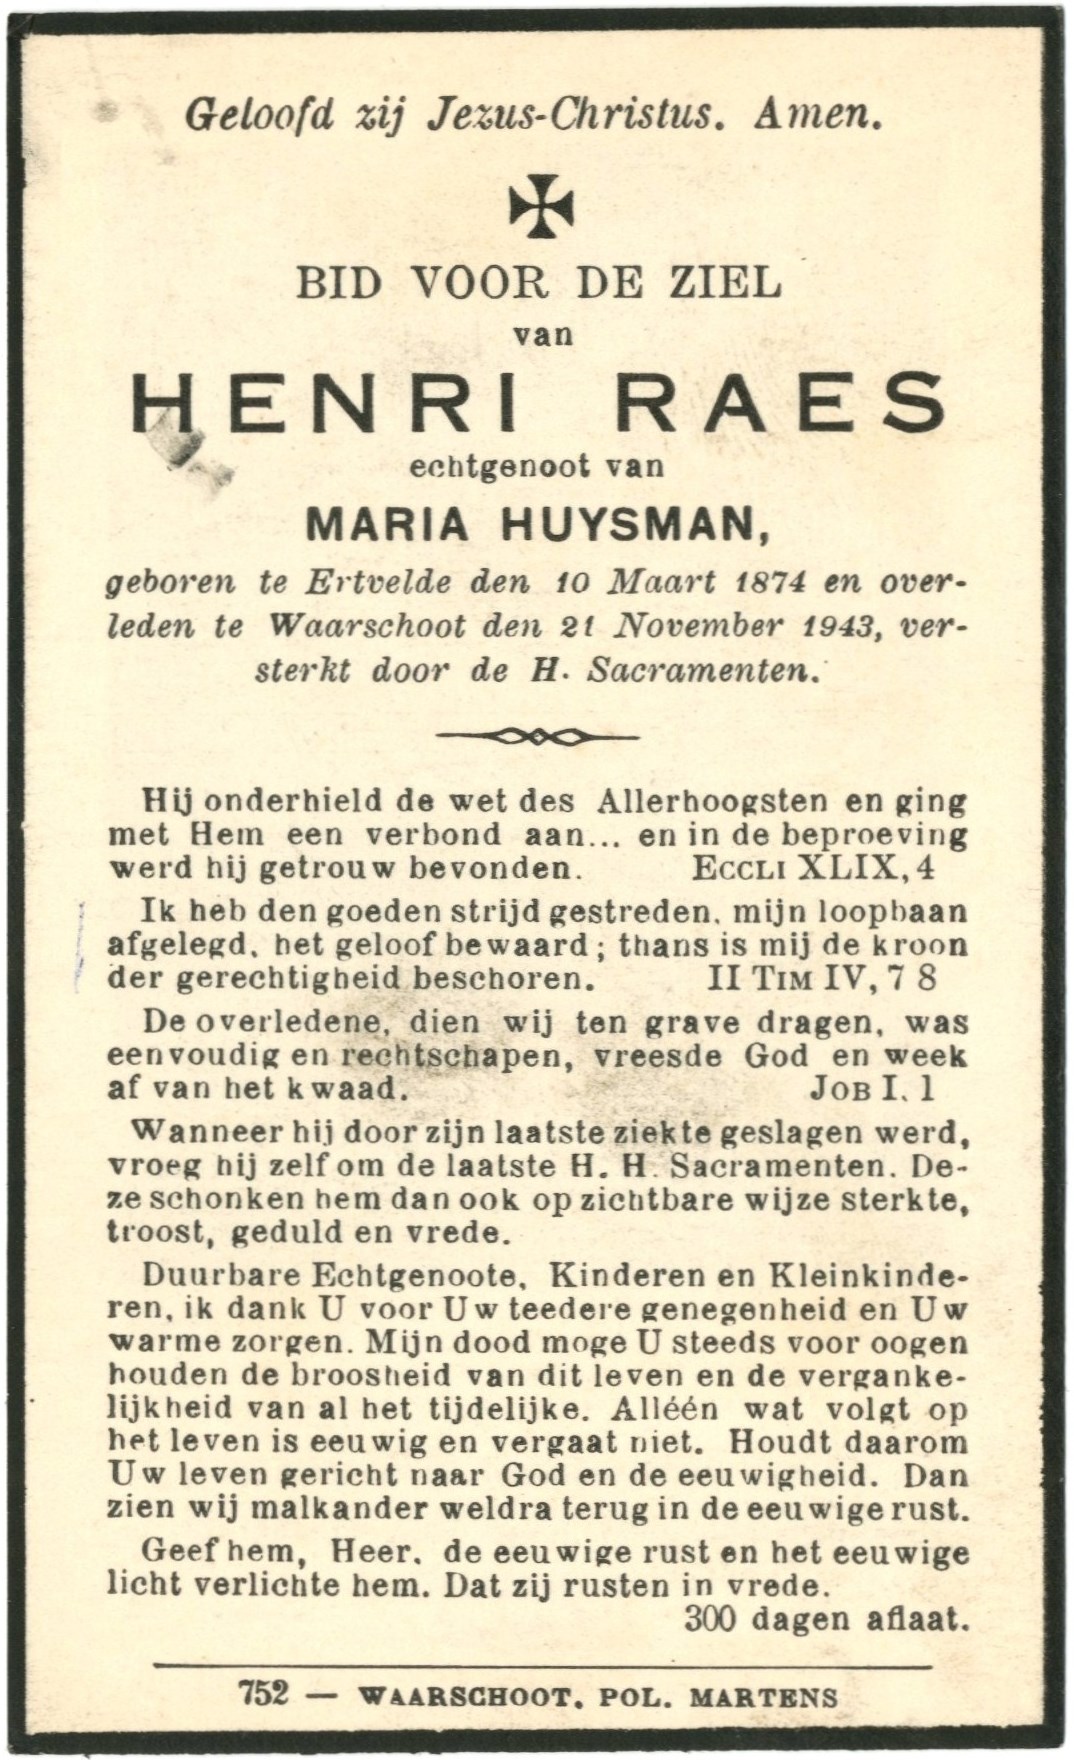 Geloofd zij Jezus-Christus. Amen.
BID VOOR DE ZIEL
van
HENRI RAES
echtgenoot van
MARIA HUYSMAN,
geboren te Ertvelde den 10 Maart 1874 en over-
leden te Waarschoot den 21 November 1943, ver-
sterkt door de H. Sacramenten.
Hij onderhield de wet des Allerhoogsten en ging
met Hem een verbond aan... en in de beproeving
werd hij getrouw bevonden. ECCLI XLIX, 4
Ik heb den goeden strijd gestreden, mijn loopbaan
afgelegd, het geloof bewaard; thans is mij de kroon
der gerechtigheid beschoren. II TIM IV, 7 8
De overledene, dien wij ten grave dragen, was
eenvoudig en rechtschapen, vreesde God en week
af van het kwaad. JOB I. 1
Wanneer hij door zijn laatste ziekte geslagen werd,
vroeg hij zelf om de laatste H. H. Sacramenten. De-
ze schonken hem dan ook op zichtbare wijze sterkte,
troost, geduld en vrede.
Duurbare Echtgenoote, Kinderen en Kleinkinde-
ren, ik dank U voor Uw teedere genegenheid en Uw
warme zorgen. Mijn dood moge U steeds voor oogen
houden de broosheid van dit leven en de verganke-
lijkheid van al het tijdelijke. Alléén wat volgt op
het leven is eeuwig en vergaat niet. Houdt daarom
Uw leven gericht naar God en de eeuwigheid. Dan
zien wij malkander weldra terug in de eeuwige rust.
Geef hem, Heer, de eeuwige rust en het eeuwige
licht verlichte hem. Dat zij rusten in vrede.
300 dagen aflaat.
752 — WAARSCHOOT. POL. MARTENS